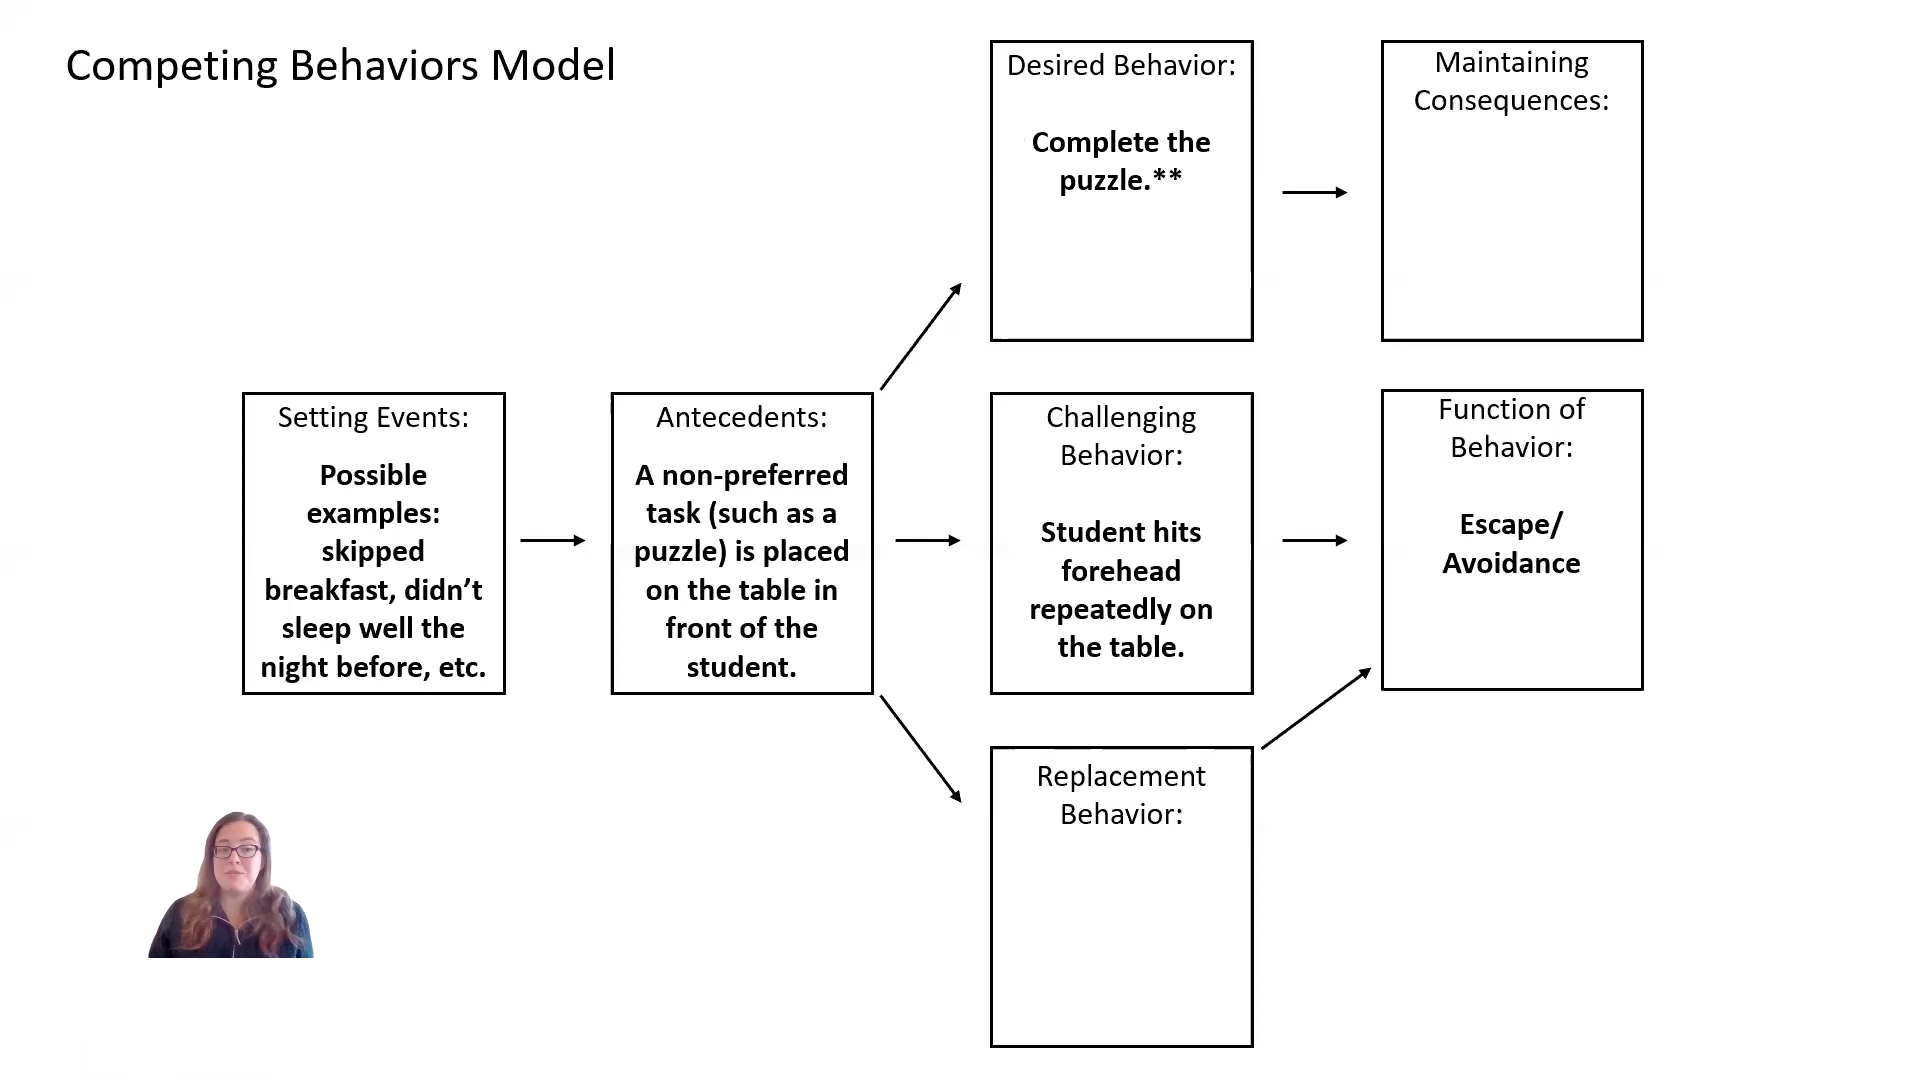 Competing Behaviors Model
Desired Behavior:
Complete the
puzzle.**
Maintaining
Consequences:
Setting Events:
Possible
examples:
skipped
breakfast, didn’t
sleep well the
night before, etc.
Antecedents:
A non-preferred
task (such as a
puzzle) is placed
on the table in
front of the
student.
Challenging
Behavior:
Student hits
forehead
repeatedly on
the table.
Function of
Behavior:
Escape/
Avoidance
Replacement
Behavior: